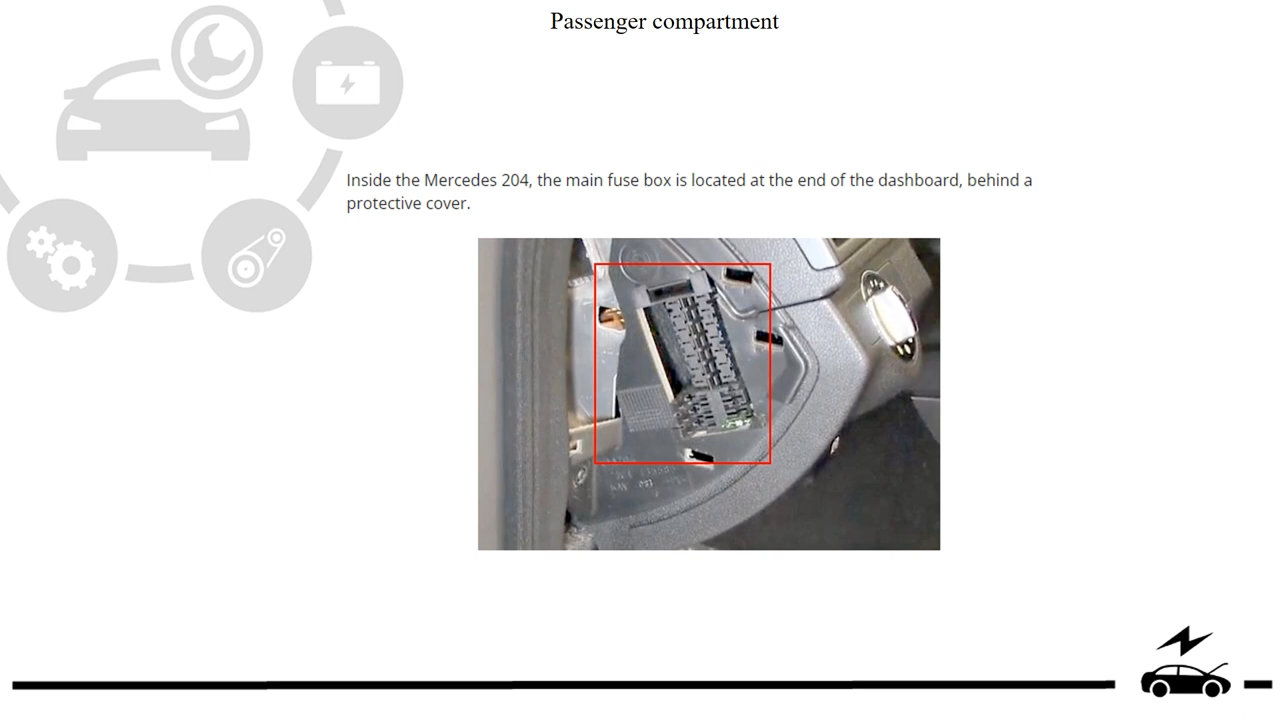 Passenger compartment
Inside the Mercedes 204, the main fuse box is located at the end of the dashboard, behind a
protective cover.